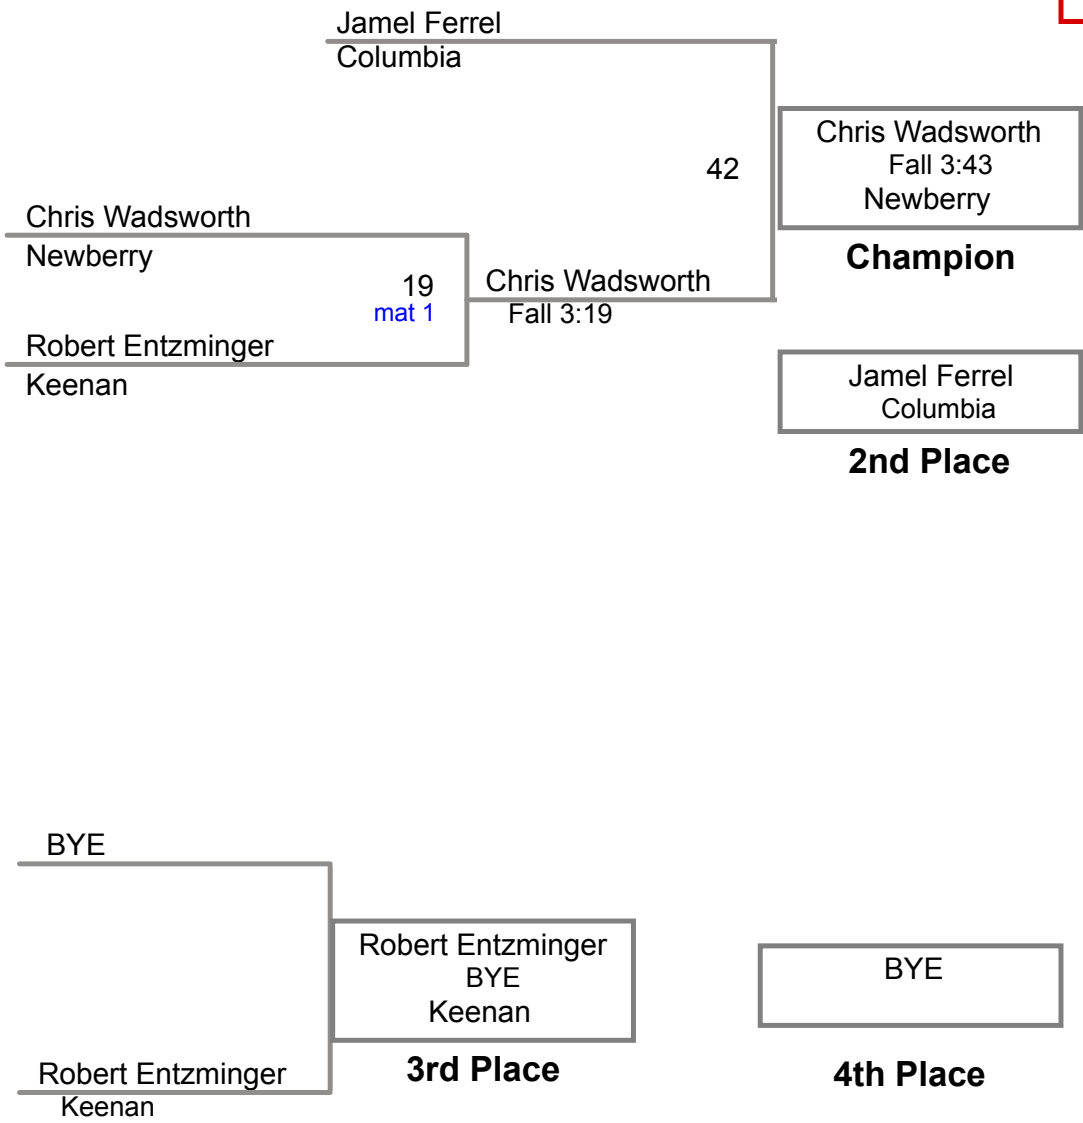 Jamel Ferrel
Columbia
42
Chris Wadsworth
Fall 3:43
Newberry
Champion
Chris Wadsworth
Newberry
19
mat 1
Chris Wadsworth
Fall 3:19
Robert Entzminger
Keenan
Jamel Ferrel
Columbia
2nd Place
BYE
Robert Entzminger
BYE
Keenan
3rd Place
BYE
4th Place
Robert Entzminger
Keenan